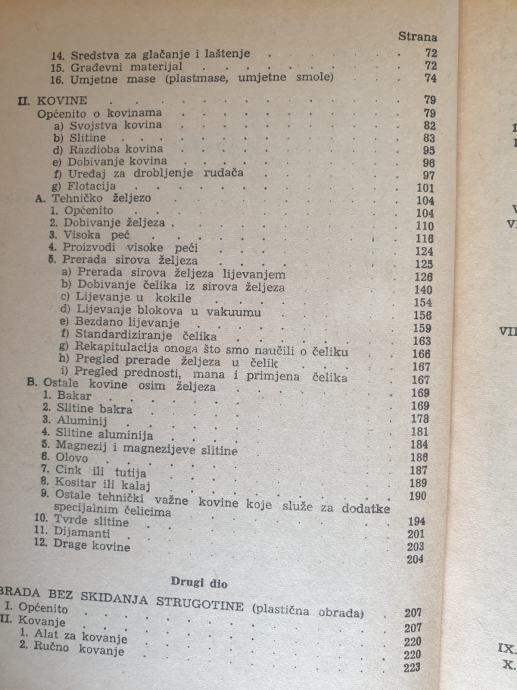 Strana
14. Sredstva za glačanje i laštenje . . . . 72
15. Građevni materijal . . . . . . 72
16. Umjetne mase (plastmase, umjetne smole) . . 74
II. KOVINE . . . . . . . . . 79
Općenito o kovinama . . . . . . . 79
a) Svojstva kovina . . . . . . . 82
b) Slitine . . . . . . . . 83
d) Razdioba kovina . . . . . . . 95
e) Dobivanje kovina . . . . . . . 96
f) Uređaj za drobljenje rudača . . . . 97
g) Flotacija . . . . . . . . 101
A. Tehničko željezo . . . . . . . 104
1. Općenito . . . . . . . . 104
2. Dobivanje željeza . . . . . . . 110
3. Visoka peć . . . . . . . . 116
4. Proizvodi visoke peći . . . . . . 124
5. Prerada sirova željeza . . . . . . 125
a) Prerada sirova željeza lijevanjem . . . 126
b) Dobivanje čelika iz sirova željeza . . . 140
c) Lijevanje u kokile . . . . . . 154
d) Lijevanje blokova u vakuumu . . . . 156
e) Bezdano lijevanje . . . . . . 159
f) Standardiziranje čelika . . . . . 163
g) Rekapitulacija onoga što smo naučili o čeliku . 166
h) Pregled prerade željeza u čelik . . . . 167
i) Pregled prednosti, mana i primjena čelika . 167
B. Ostale kovine osim željeza . . . . . 169
1. Bakar . . . . . . . . 169
2. Slitine bakra . . . . . . . 178
3. Aluminij . . . . . . . . 181
4. Slitine aluminija . . . . . . . 184
5. Magnezij i magnezijeve slitine . . . . 186
6. Olovo . . . . . . . . 187
7. Cink ili tutija . . . . . . . 189
8. Kositar ili kalaj . . . . . . . 190
9. Ostale tehnički važne kovine koje služe za dodatke
specijalnim čelicima . . . . . . 194
10. Tvrde slitine . . . . . . . 201
11. Dijamanti . . . . . . . . 203
12. Drage kovine . . . . . . . 204
Drugi dio
BRADA BEZ SKIDANJA STRUGOTINE (plastična obrada) . 207
I. Općenito . . . . . . . . 207
II. Kovanje . . . . . . . . 220
1. Alat za kovanje . . . . . . . 220
2. Ručno kovanje . . . . . . . 223
VII
IX.
X.